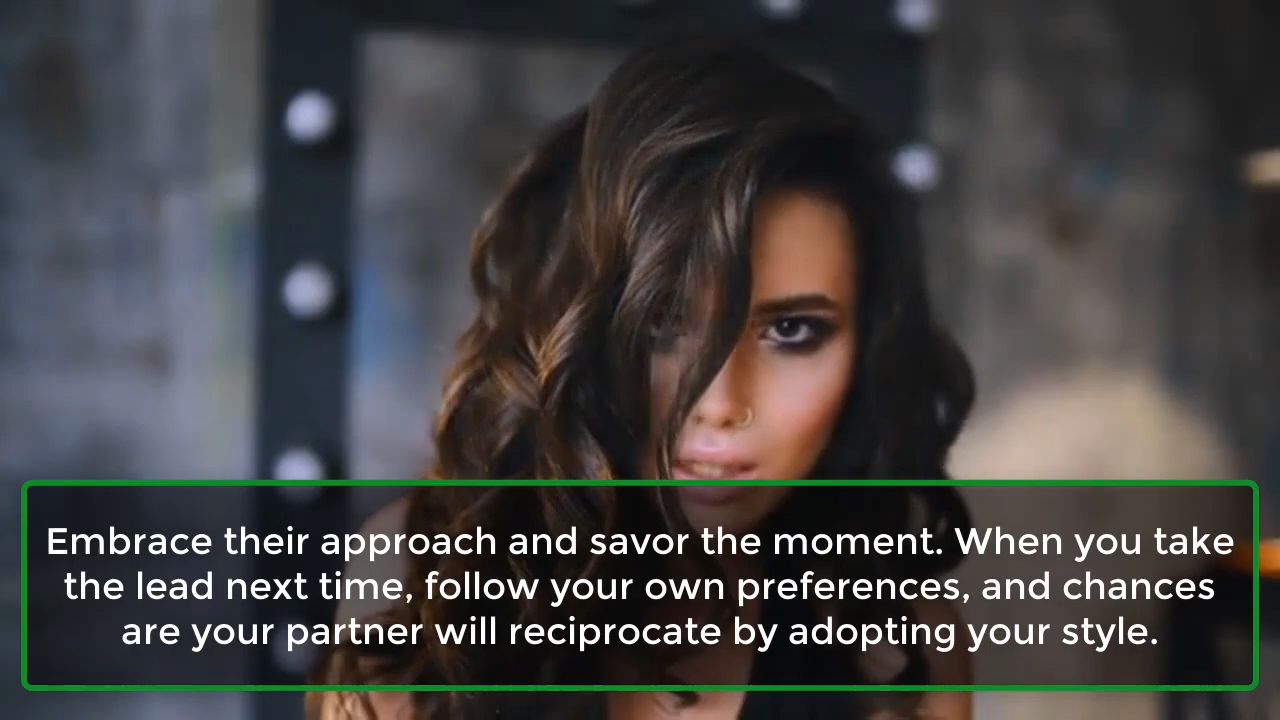 Embrace their approach and savor the moment. When you take
the lead next time, follow your own preferences, and chances
are your partner will reciprocate by adopting your style.